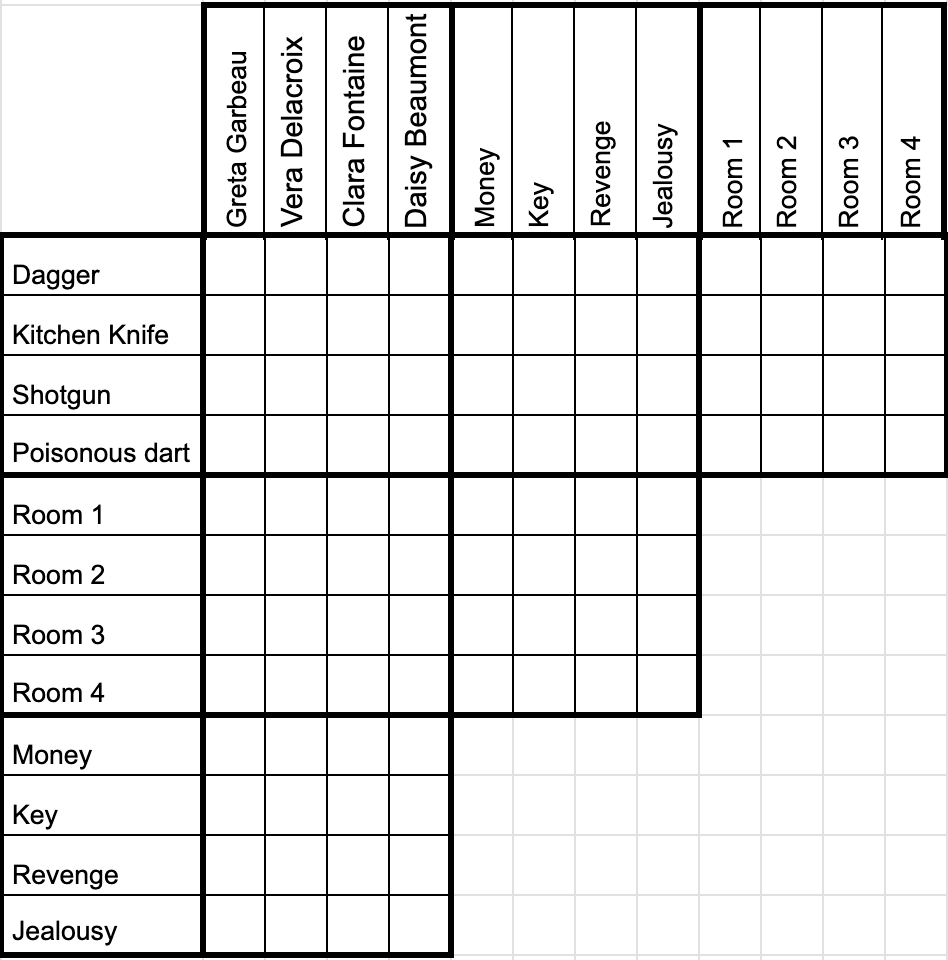 Greta Garbeau
Vera Delacroix
Clara Fontaine
Daisy Beaumont
Money
Key
Revenge
Jealousy
Room 1
Room 2
Room 3
Room 4
Dagger
Kitchen Knife
Shotgun
Poisonous dart
Room 1
Room 2
Room 3
Room 4
Money
Key
Revenge
Jealousy